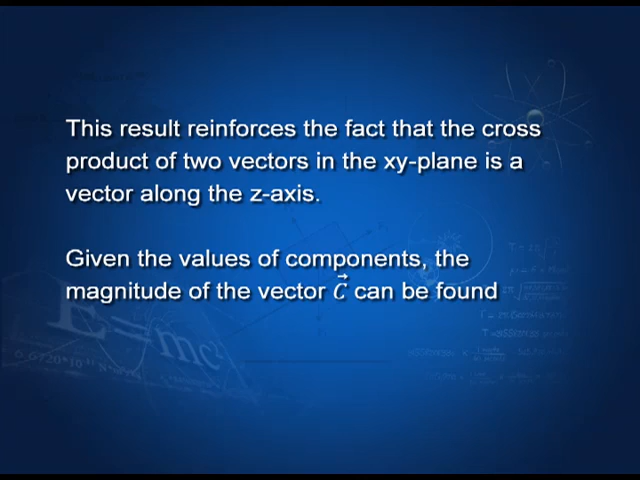 This result reinforces the fact that the cross
product of two vectors in the xy-plane is a
vector along the z-axis.
Given the values of components, the
magnitude of the vector C⃗ can be found
E=mc²